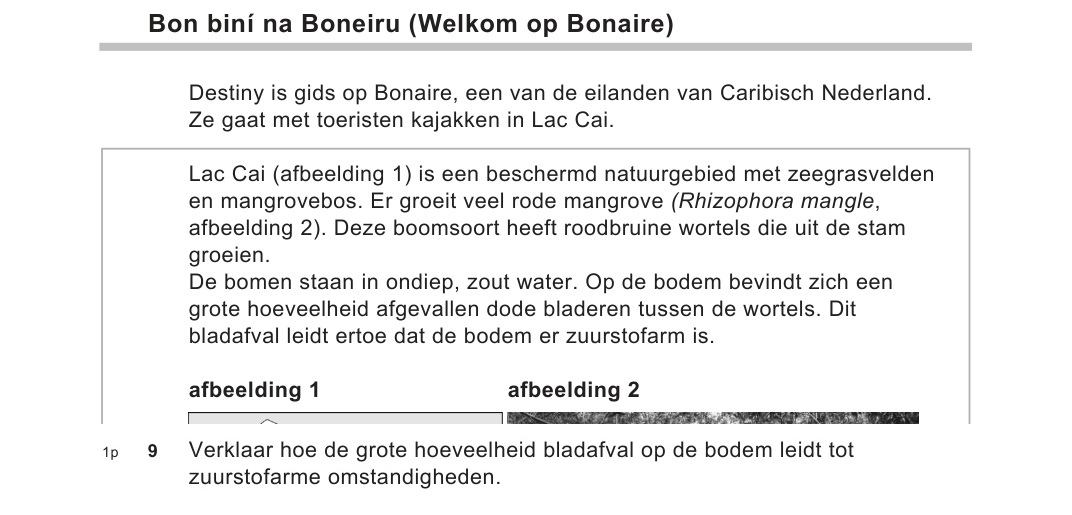 Bon biní na Boneiru (Welkom op Bonaire)
Destiny is gids op Bonaire, een van de eilanden van Caribisch Nederland.
Ze gaat met toeristen kajakken in Lac Cai.
Lac Cai (afbeelding 1) is een beschermd natuurgebied met zeegrasvelden
en mangrovebos. Er groeit veel rode mangrove (Rhizophora mangle,
afbeelding 2). Deze boomsoort heeft roodbruine wortels die uit de stam
groeien.
De bomen staan in ondiep, zout water. Op de bodem bevindt zich een
grote hoeveelheid afgevallen dode bladeren tussen de wortels. Dit
bladafval leidt ertoe dat de bodem er zuurstofarm is.
afbeelding 1 afbeelding 2
1p 9 Verklaar hoe de grote hoeveelheid bladafval op de bodem leidt tot
zuurstofarme omstandigheden.